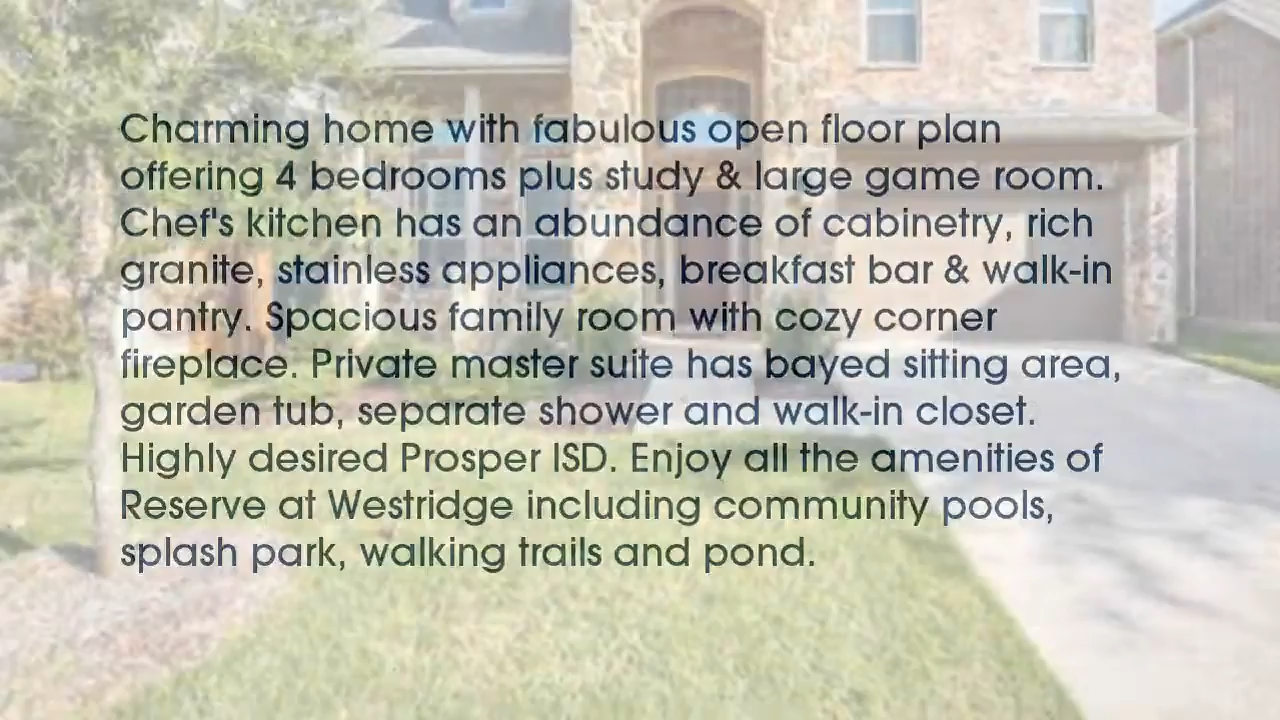 Charming home with fabulous open floor plan
offering 4 bedrooms plus study & large game room.
Chef's kitchen has an abundance of cabinetry, rich
granite, stainless appliances, breakfast bar & walk-in
pantry. Spacious family room with cozy corner
fireplace. Private master suite has bayed sitting area,
garden tub, separate shower and walk-in closet.
Highly desired Prosper ISD. Enjoy all the amenities of
Reserve at Westridge including community pools,
splash park, walking trails and pond.